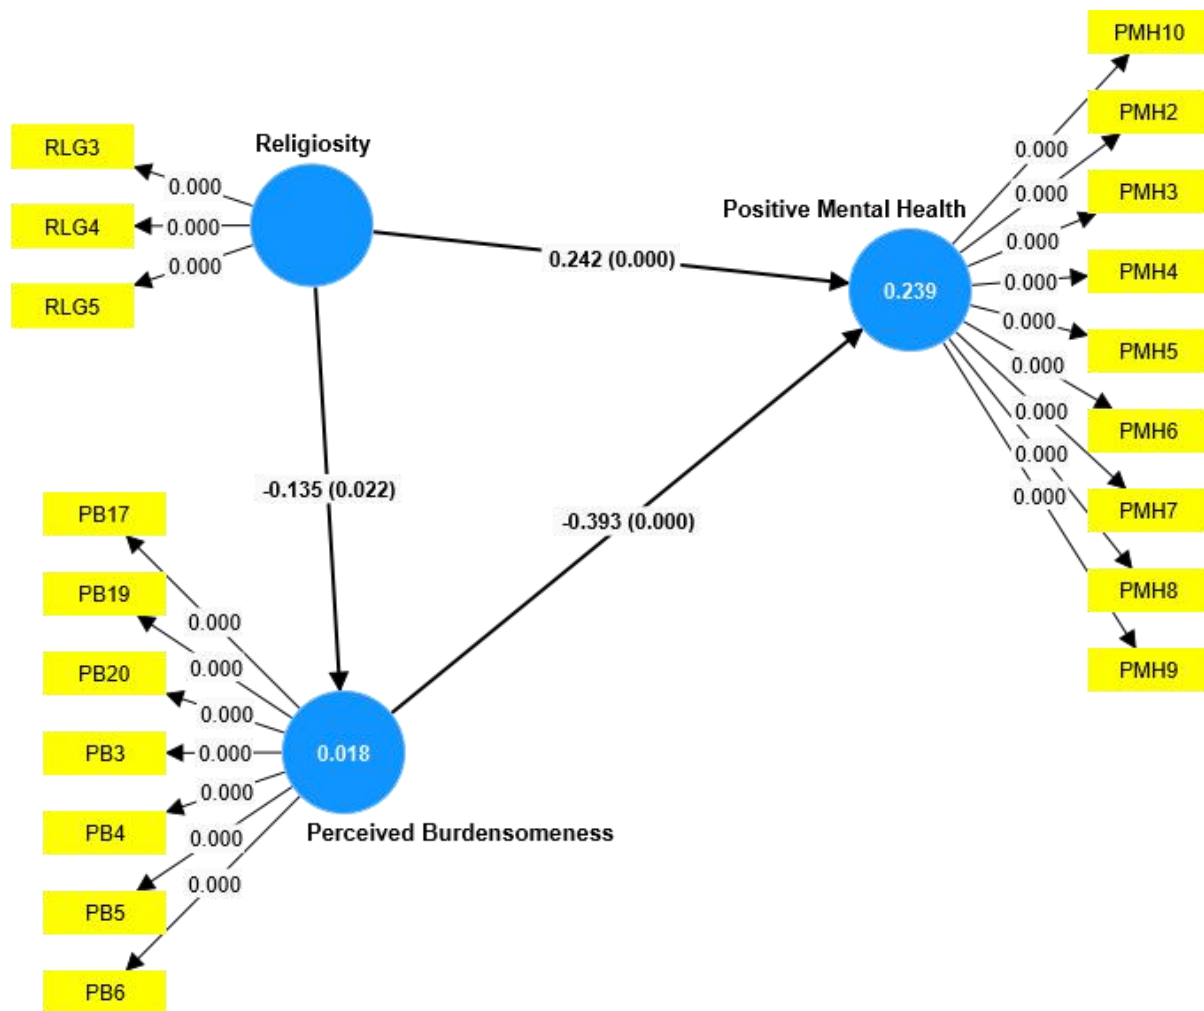 Religiosity
RLG3
RLG4
RLG5
0.000
0.000
0.000
0.242 (0.000)
Positive Mental Health
0.239
PMH10
PMH2
PMH3
PMH4
PMH5
PMH6
PMH7
PMH8
PMH9
0.000
0.000
0.000
0.000
0.000
0.000
0.000
0.000
0.000
-0.135 (0.022)
-0.393 (0.000)
PB17
PB19
PB20
PB3
PB4
PB5
PB6
0.000
0.000
0.000
0.000
0.000
0.000
0.000
0.018
Perceived Burdensomeness